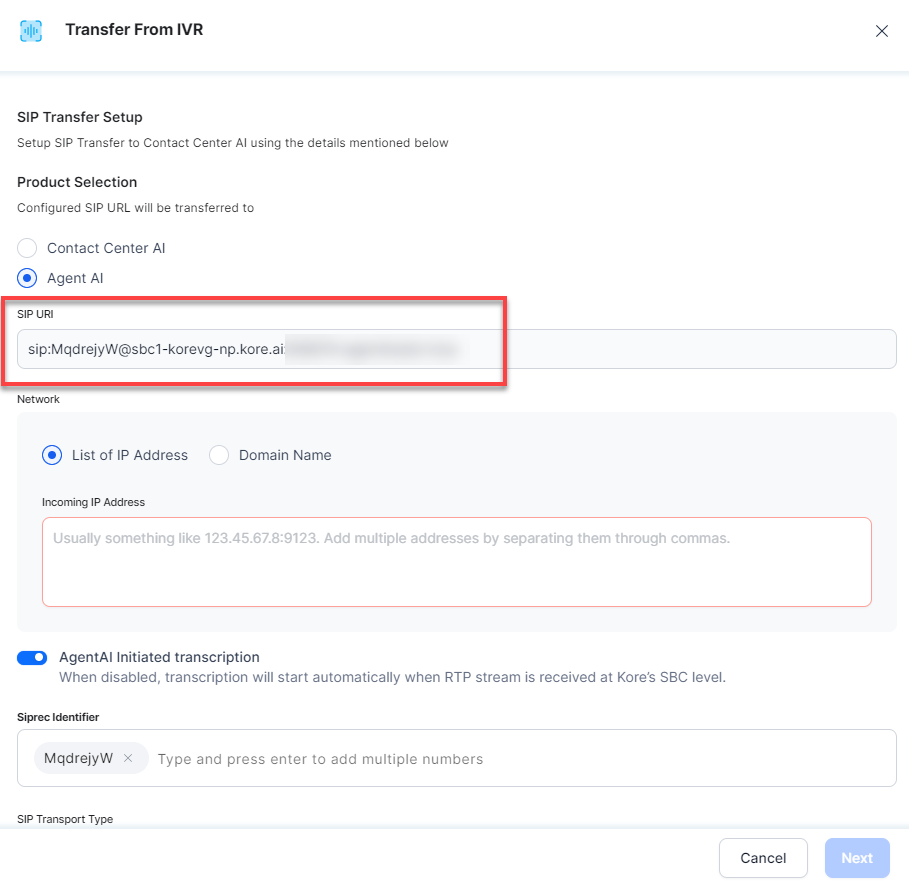 Transfer From IVR
SIP Transfer Setup
Setup SIP Transfer to Contact Center AI using the details mentioned below
Product Selection
Configured SIP URL will be transferred to
Contact Center AI
Agent AI
SIP URI
sip:MqdrejyW@sbc1-korevg-np.kore.ai:
Network
List of IP Address Domain Name
Incoming IP Address
Usually something like 123.45.67.8:9123. Add multiple addresses by separating them through commas.
AgentAI Initiated transcription
When disabled, transcription will start automatically when RTP stream is received at Kore's SBC level.
Siprec Identifier
MqdrejyW × Type and press enter to add multiple numbers
SIP Transport Type
Cancel Next